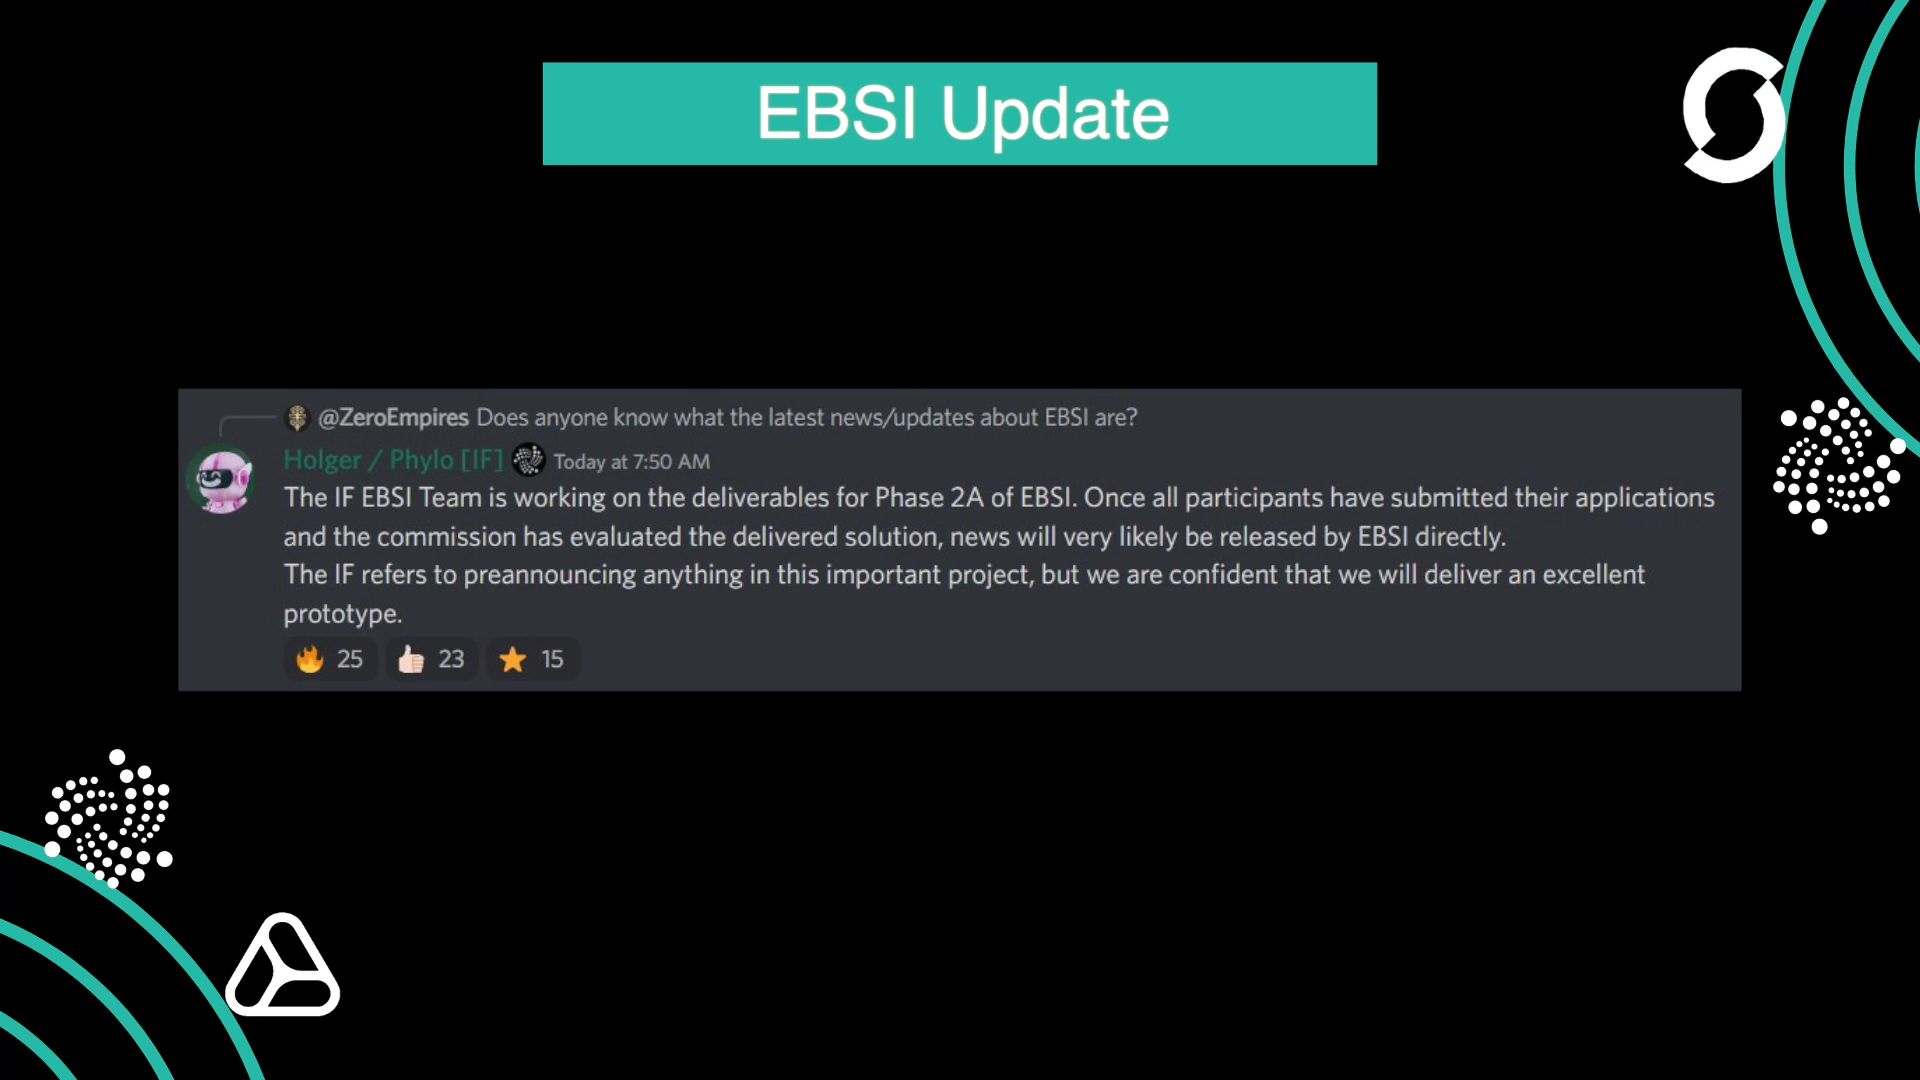 EBSI Update
@ZeroEmpires Does anyone know what the latest news/updates about EBSI are?
Holger / Phylo [IF] Today at 7:50 AM
The IF EBSI Team is working on the deliverables for Phase 2A of EBSI. Once all participants have submitted their applications
and the commission has evaluated the delivered solution, news will very likely be released by EBSI directly.
The IF refers to preannouncing anything in this important project, but we are confident that we will deliver an excellent
prototype.
🔥 25 👍🏻 23 ⭐ 15